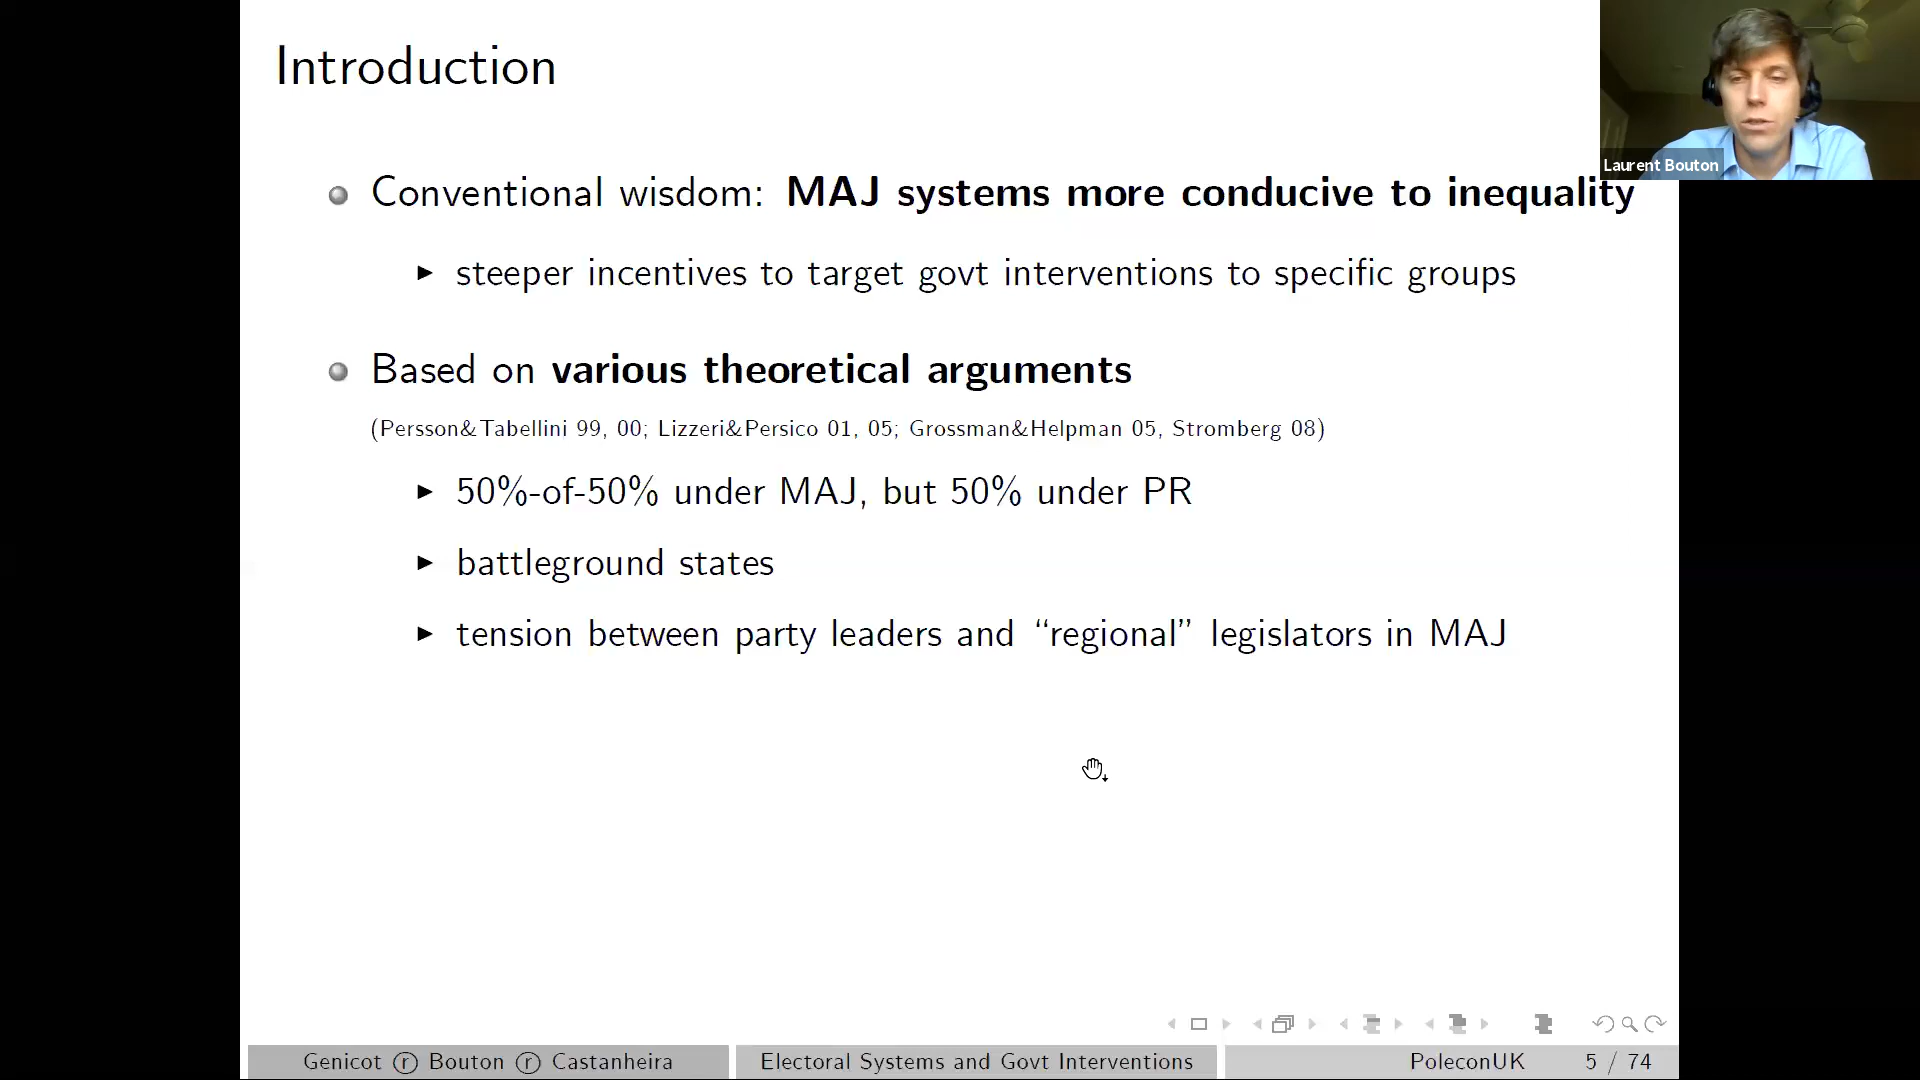 Introduction
Laurent Bouton
Conventional wisdom: MAJ systems more conducive to inequality
steeper incentives to target govt interventions to specific groups
Based on various theoretical arguments
(Persson&Tabellini 99, 00; Lizzeri&Persico 01, 05; Grossman&Helpman 05, Stromberg 08)
50%-of-50% under MAJ, but 50% under PR
battleground states
tension between party leaders and “regional” legislators in MAJ
Genicot ⓡ Bouton ⓡ Castanheira
Electoral Systems and Govt Interventions
PoleconUK 5 / 74